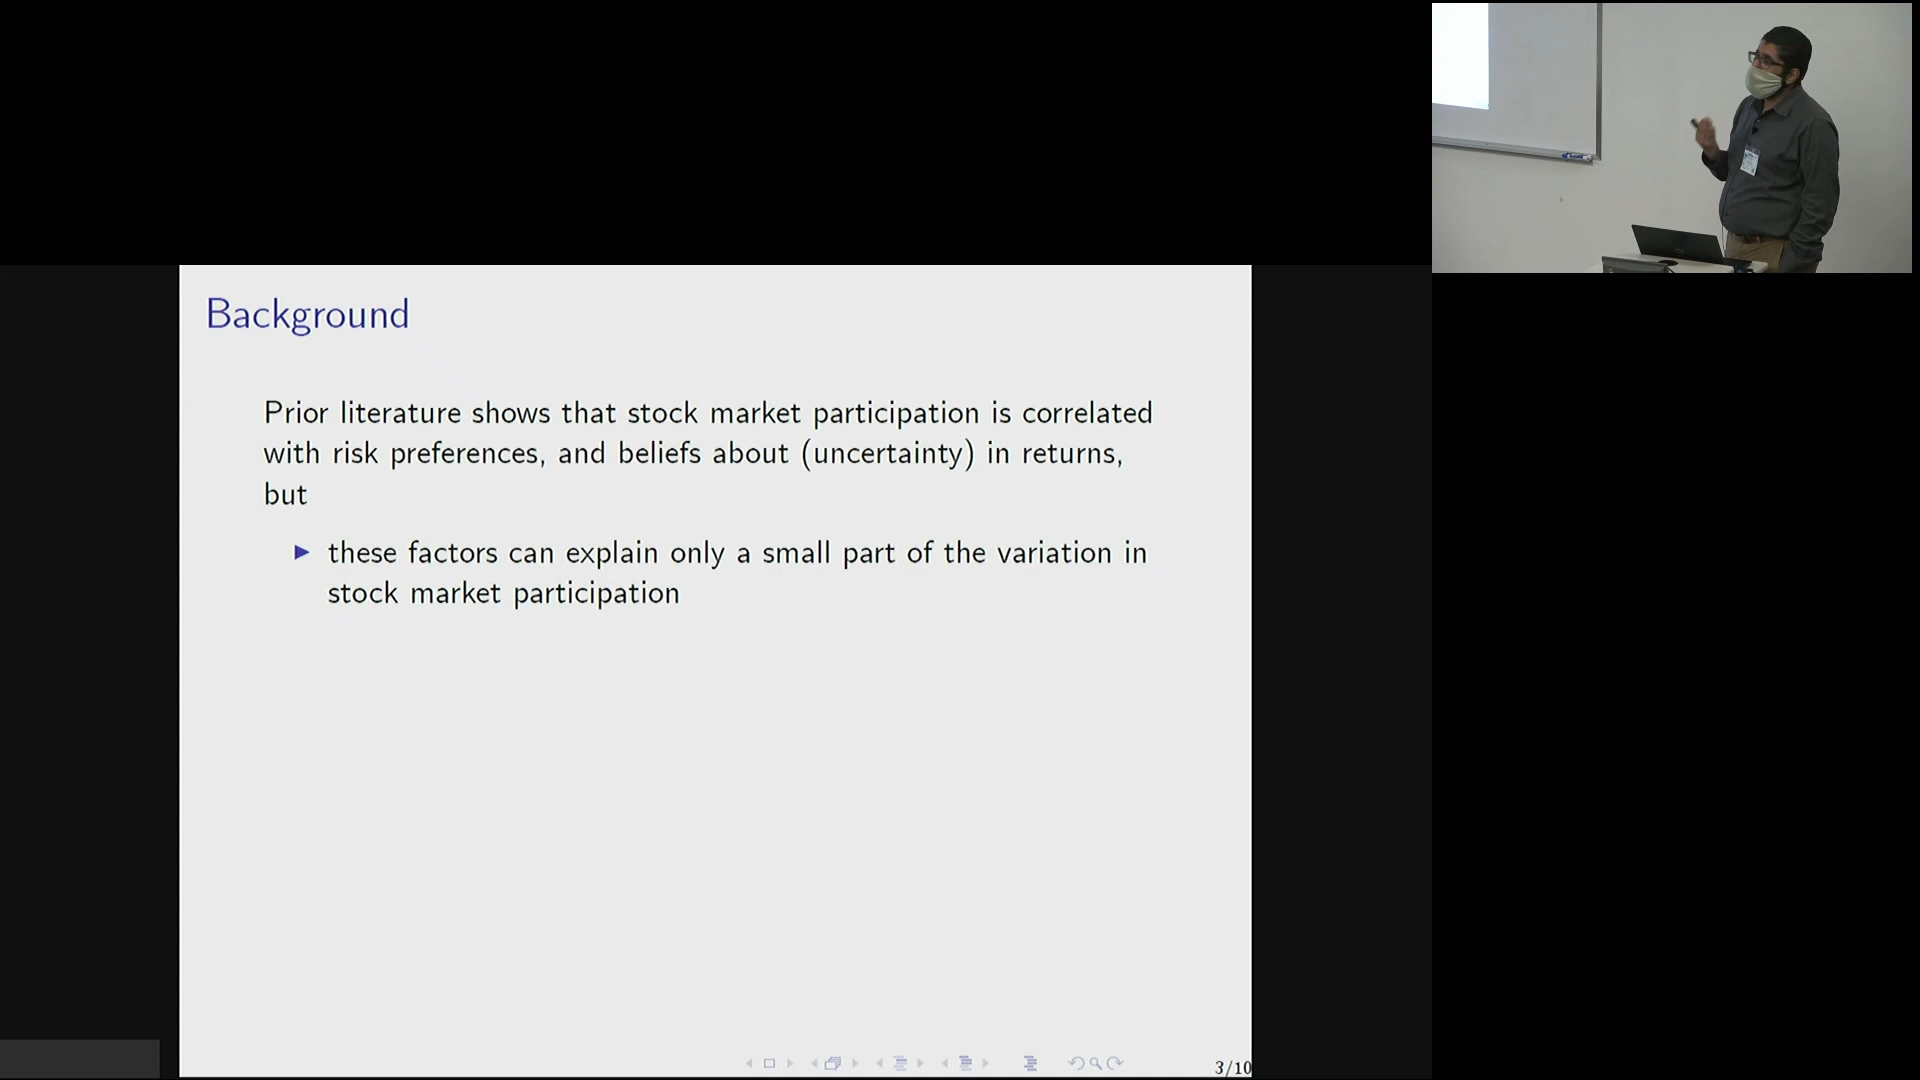 Background
Prior literature shows that stock market participation is correlated
with risk preferences, and beliefs about (uncertainty) in returns,
but
these factors can explain only a small part of the variation in
stock market participation
3/10